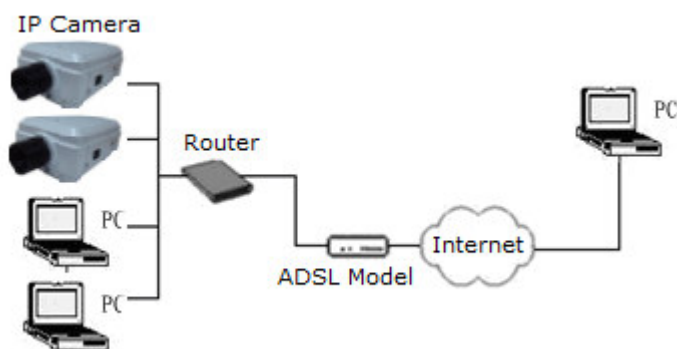 IP Camera
PC
Router
PC
Internet
ADSL Model
PC